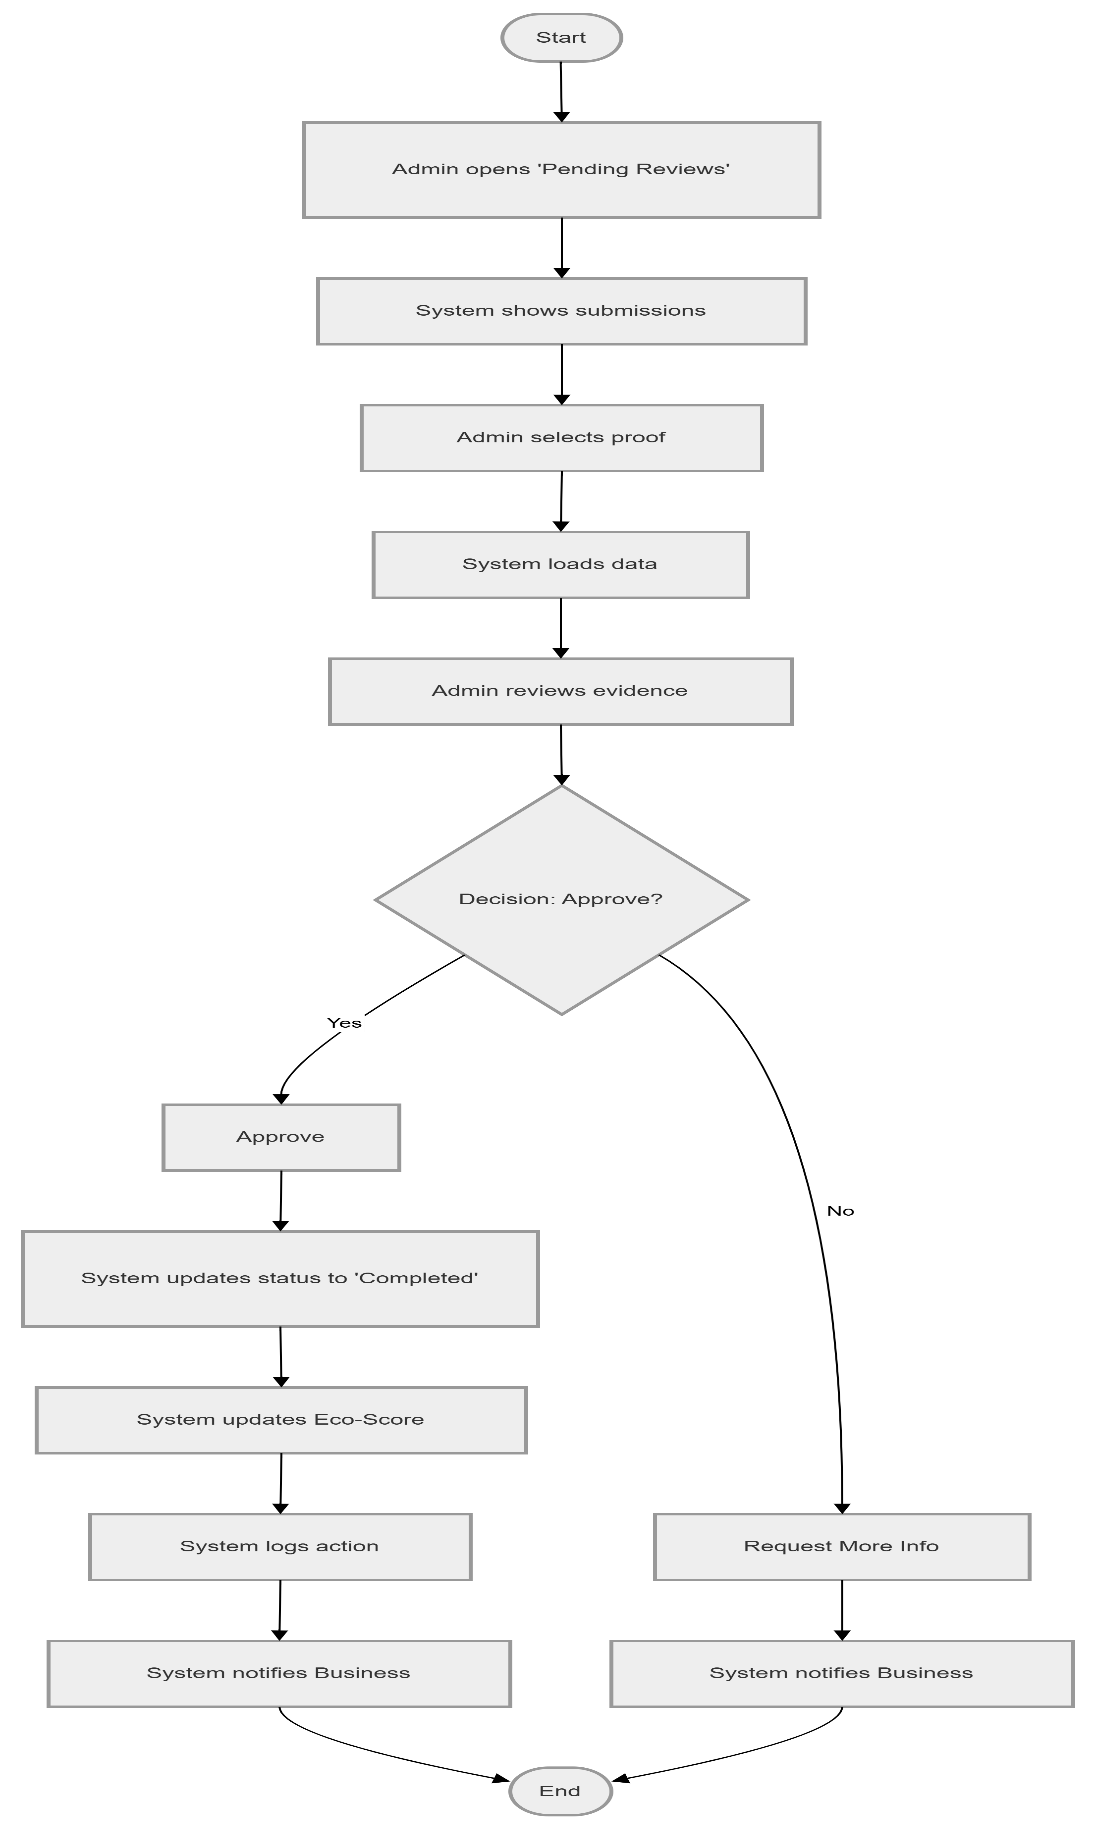 Start
Admin opens 'Pending Reviews'
System shows submissions
Admin selects proof
System loads data
Admin reviews evidence
Decision: Approve?
Yes
Approve
No
System updates status to 'Completed'
System updates Eco-Score
System logs action
Request More Info
System notifies Business
System notifies Business
End